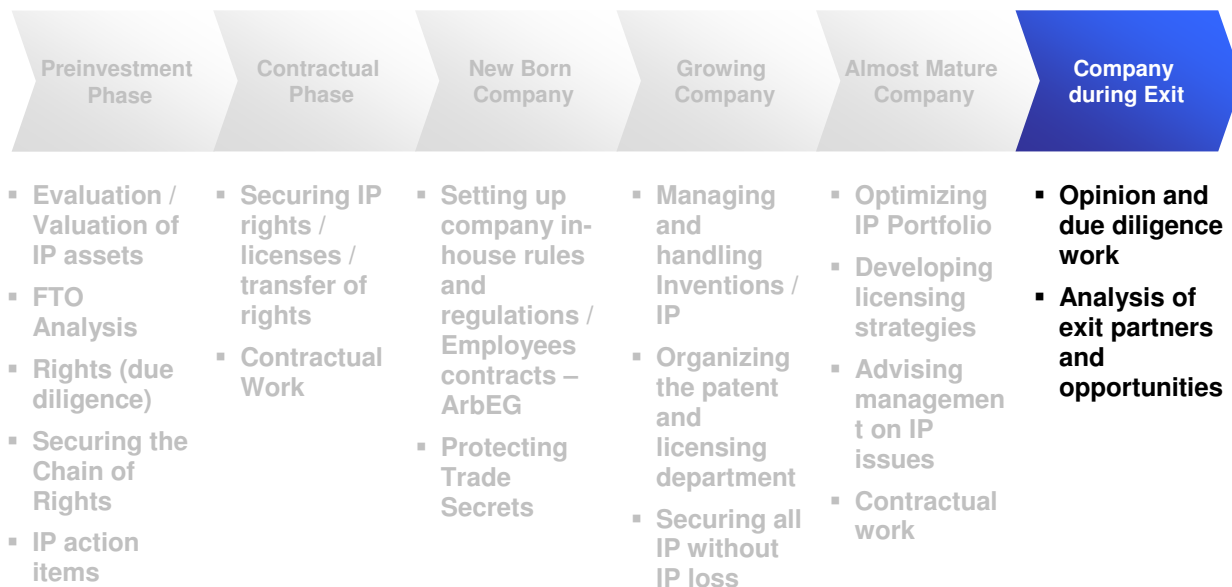 Preinvestment
Phase
Contractual
Phase
New Born
Company
Growing
Company
Almost Mature
Company
Company
during Exit
▪ Evaluation /
Valuation of
IP assets
▪ FTO
Analysis
▪ Rights (due
diligence)
▪ Securing the
Chain of
Rights
▪ IP action
items
▪ Securing IP
rights /
licenses /
transfer of
rights
▪ Contractual
Work
▪ Setting up
company in-
house rules
and
regulations /
Employees
contracts –
ArbEG
▪ Protecting
Trade
Secrets
▪ Managing
and
handling
Inventions /
IP
▪ Organizing
the patent
and
licensing
department
▪ Securing all
IP without
IP loss
▪ Optimizing
IP Portfolio
▪ Developing
licensing
strategies
▪ Advising
managemen
t on IP
issues
▪ Contractual
work
▪ Opinion and
due diligence
work
▪ Analysis of
exit partners
and
opportunities